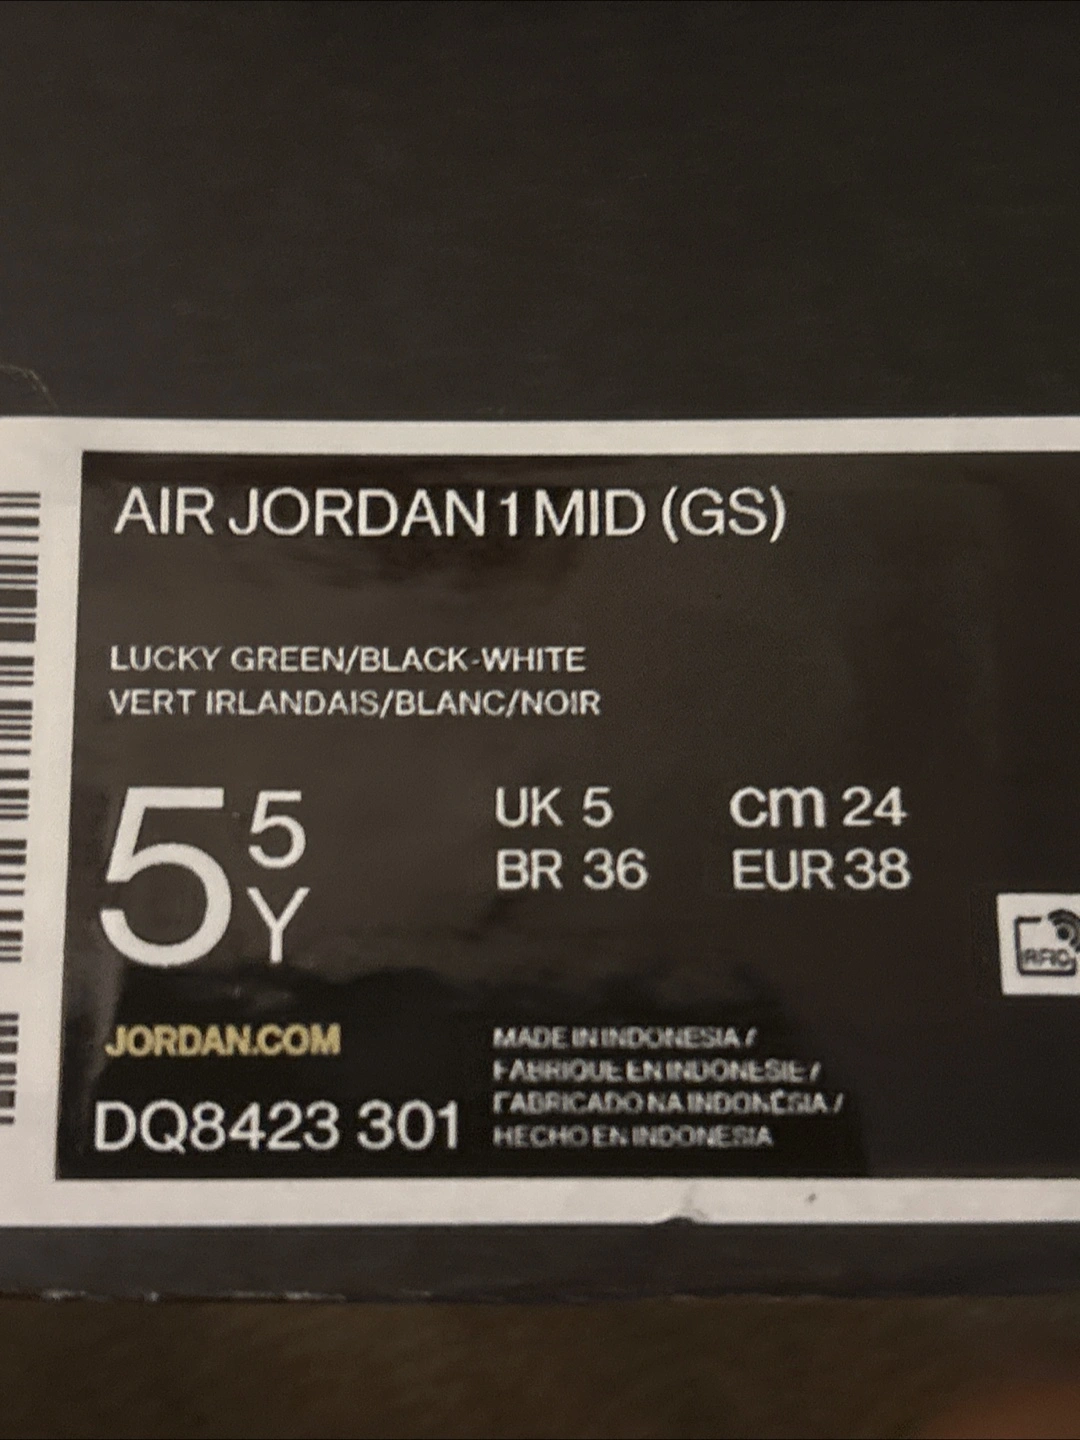 AIR JORDAN 1 MID (GS)
LUCKY GREEN/BLACK-WHITE
VERT IRLANDAIS/BLANC/NOIR
5 5 Y
UK 5 cm 24
BR 36 EUR 38
RFID
JORDAN.COM
DQ8423 301
MADE IN INDONESIA /
FABRIQUE EN INDONESIE /
FABRICADO NA INDONÉSIA /
HECHO EN INDONESIA